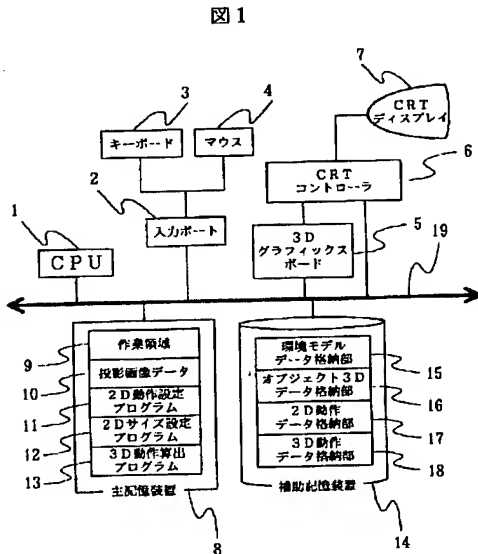 図1
7
3
4
CRT
ディスプレイ
キーボード
マウス
6
2
CRT
コントローラ
1
入力ポート
5
3D
グラフィックス
ボード
19
CPU
作業領域
9
環境モデル
データ格納部
15
投影画像データ
10
オブジェクト3D
データ格納部
16
2D動作設定
プログラム
11
2D動作
データ格納部
17
2Dサイズ設定
プログラム
12
3D動作
データ格納部
18
3D動作算出
プログラム
13
主記憶装置
補助記憶装置
8
14